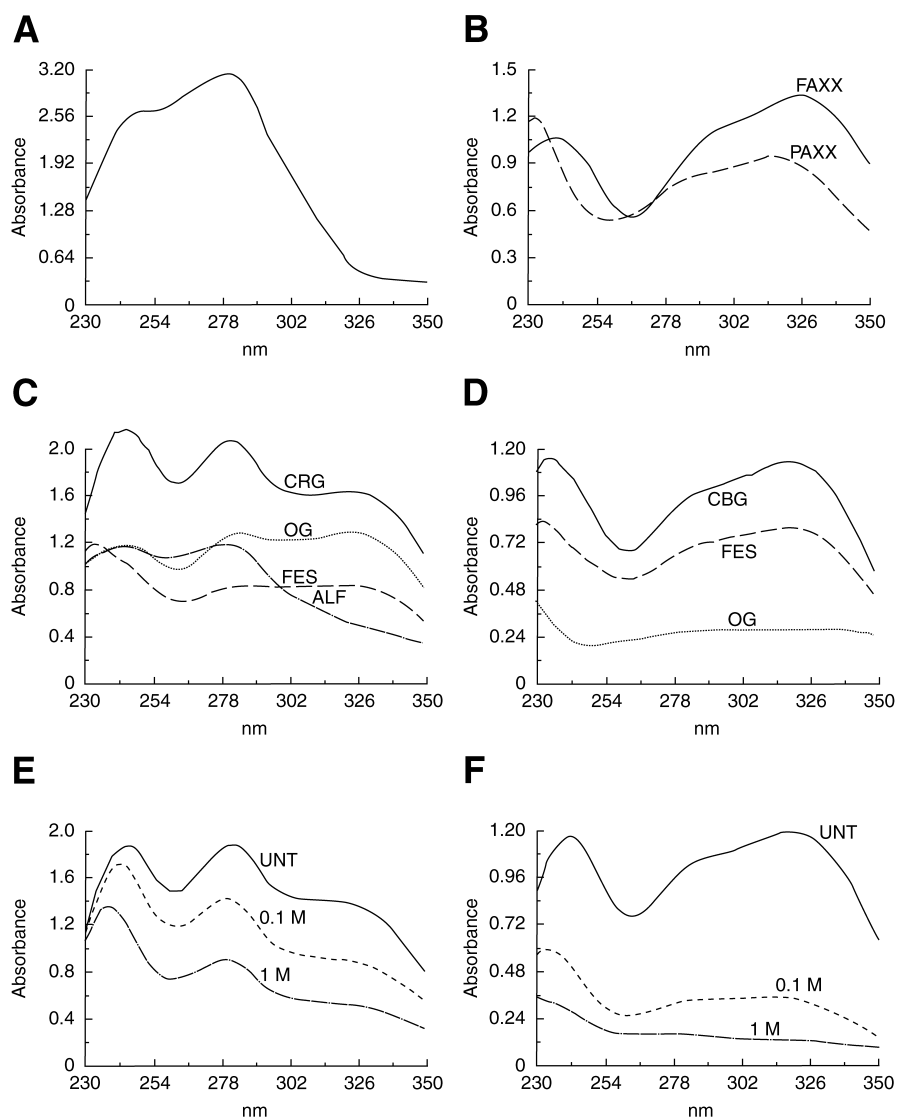 A
3.20
2.56
1.92
1.28
0.64
0
Absorbance
230 254 278 302 326 350
nm
B
1.5
1.2
0.9
0.6
0.3
0
Absorbance
FAXX
PAXX
230 254 278 302 326 350
nm
C
2.0
1.6
1.2
0.8
0.4
0
Absorbance
CRG
OG
FES
ALF
230 254 278 302 326 350
nm
D
1.20
0.96
0.72
0.48
0.24
0
Absorbance
CBG
FES
OG
230 254 278 302 326 350
nm
E
2.0
1.6
1.2
0.8
0.4
0
Absorbance
UNT
0.1 M
1 M
230 254 278 302 326 350
nm
F
1.20
0.96
0.72
0.48
0.24
0
Absorbance
UNT
0.1 M
1 M
230 254 278 302 326 350
nm